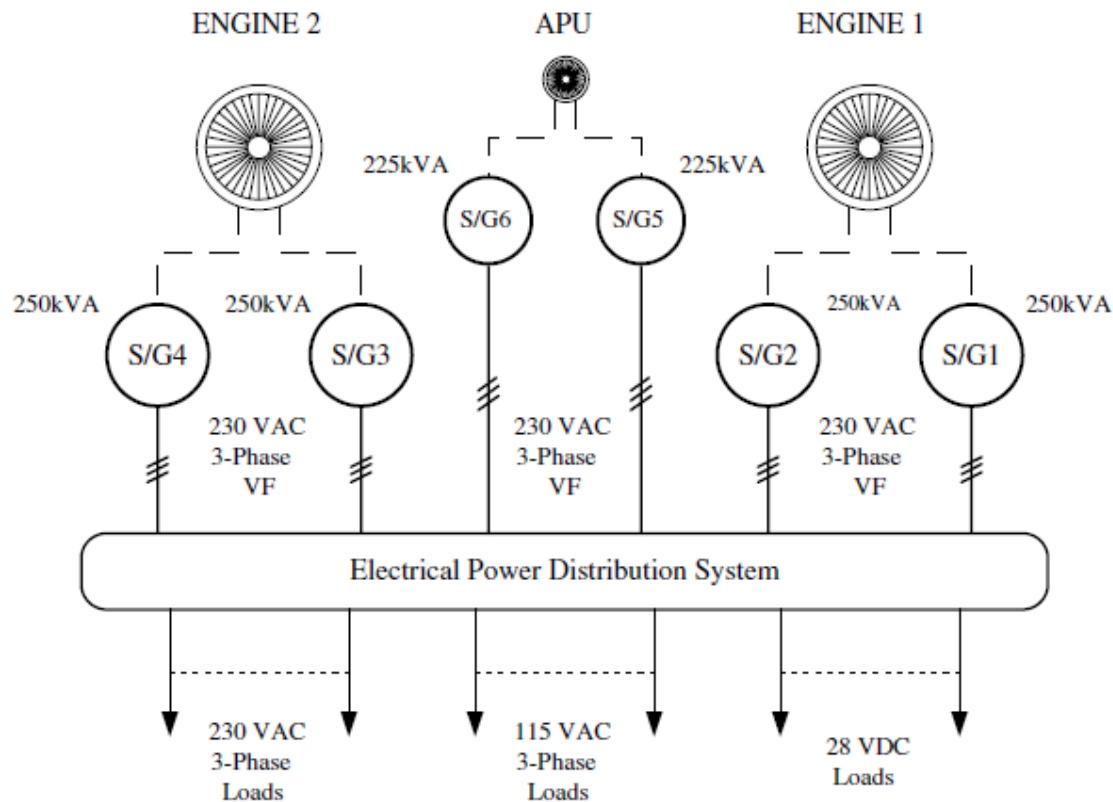 ENGINE 2
APU
ENGINE 1
225kVA
225kVA
S/G6
S/G5
250kVA
250kVA
250kVA
250kVA
S/G4
S/G3
S/G2
S/G1
230 VAC
3-Phase
VF
230 VAC
3-Phase
VF
230 VAC
3-Phase
VF
Electrical Power Distribution System
230 VAC
3-Phase
Loads
115 VAC
3-Phase
Loads
28 VDC
Loads